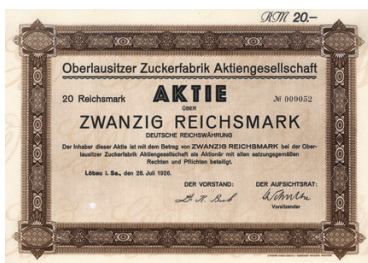 RM 20.—
Oberlausitzer Zuckerfabrik Aktiengesellschaft
20 Reichsmark AKTIE № 000052
ÜBER
ZWANZIG REICHSMARK
DEUTSCHE REICHSWÄHRUNG
Der Inhaber dieser Aktie ist mit dem Betrag von ZWANZIG REICHSMARK bei der Ober-
lausitzer Zuckerfabrik Aktiengesellschaft als Aktionär mit allen satzungsgemäßen
Rechten und Pflichten beteiligt.
Löbau i. Sa., den 28. Juli 1926.
DER VORSTAND: DER AUFSICHTSRAT:
Vorsitzender